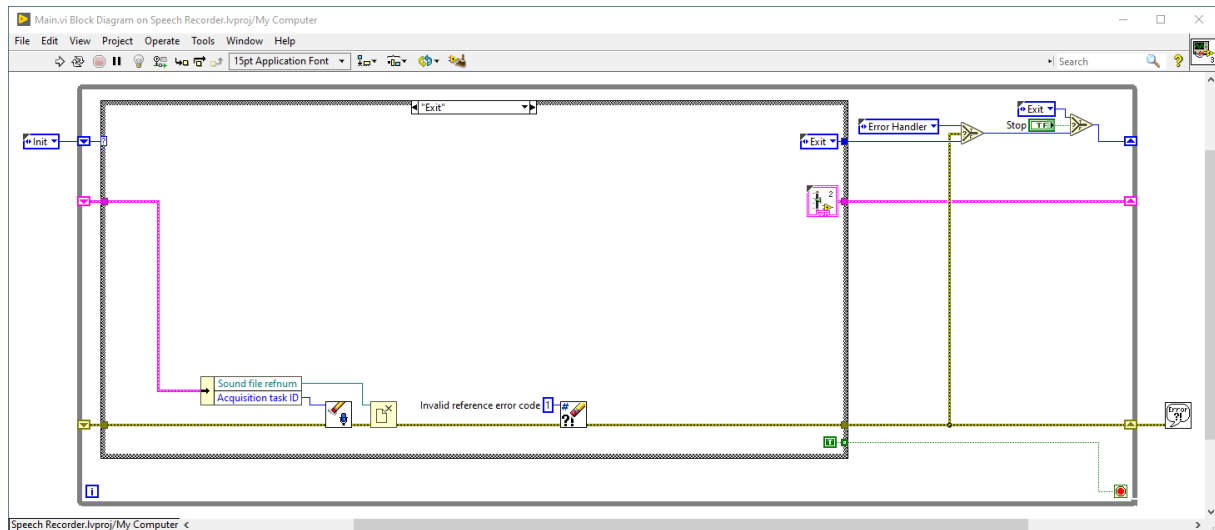 Main.vi Block Diagram on Speech Recorder.lvproj/My Computer
File Edit View Project Operate Tools Window Help
15pt Application Font
Search
3
"Exit"
Exit
Init
Error Handler
Stop TF
?
Exit
2
Sound file refnum
Acquisition task ID
Invalid reference error code 1
#
?!
Error
?!
T
i
Speech Recorder.lvproj/My Computer